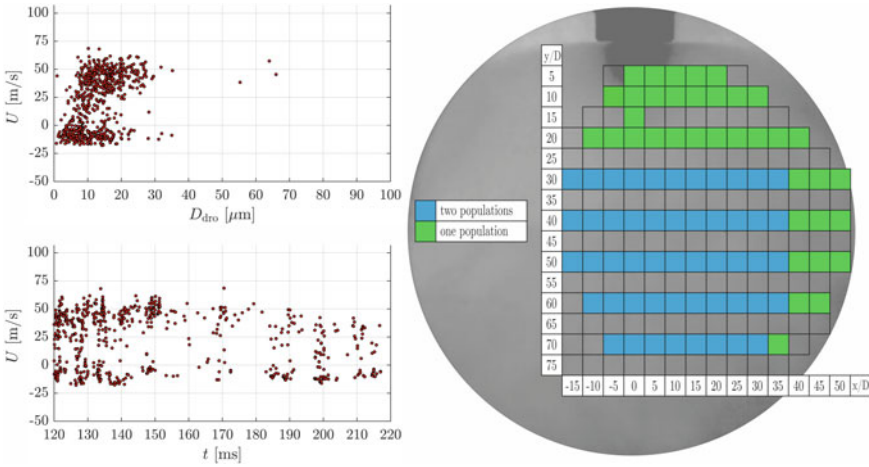 100
75
50
25
0
-25
-50
U [m/s]
0 10 20 30 40 50 60 70 80 90 100
D_dro [μm]
100
75
50
25
0
-25
-50
U [m/s]
120 130 140 150 160 170 180 190 200 210 220
t [ms]
two populations
one population
y/D
5
10
15
20
25
30
35
40
45
50
55
60
65
70
75
-15 -10 -5 0 5 10 15 20 25 30 35 40 45 50 x/D